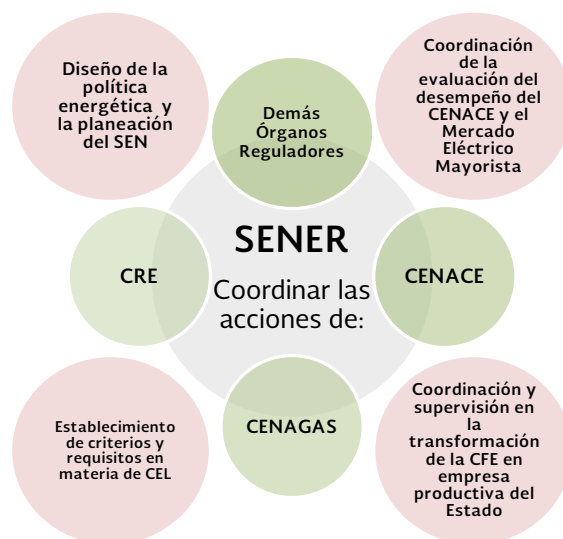 Diseño de la
política
energética y
la planeación
del SEN
Demás
Órganos
Reguladores
Coordinación
de la
evaluación del
desempeño del
CENACE y el
Mercado
Eléctrico
Mayorista
CRE
SENER
Coordinar las
acciones de:
CENACE
Establecimiento
de criterios y
requisitos en
materia de CEL
CENAGAS
Coordinación y
supervisión en
la
transformación
de la CFE en
empresa
productiva del
Estado